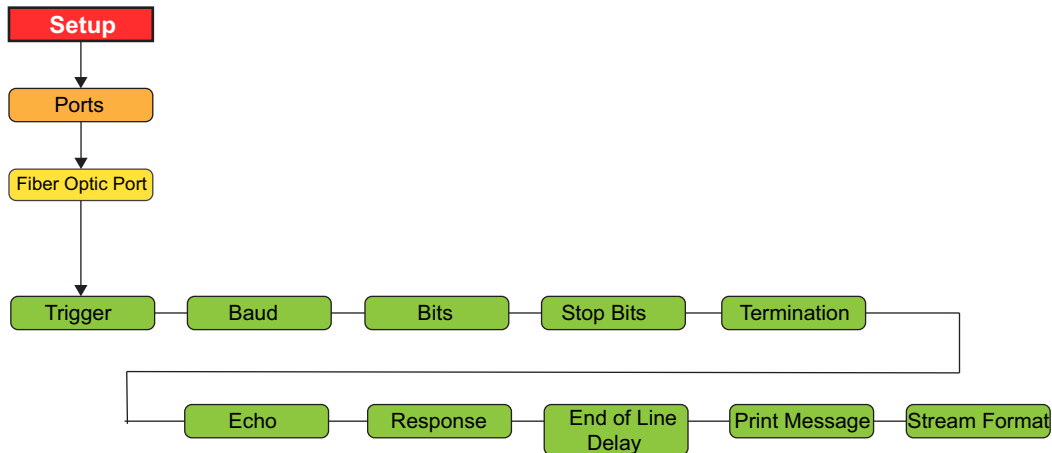 Setup
Ports
Fiber Optic Port
Trigger
Baud
Bits
Stop Bits
Termination
Echo
Response
End of Line
Delay
Print Message
Stream Format